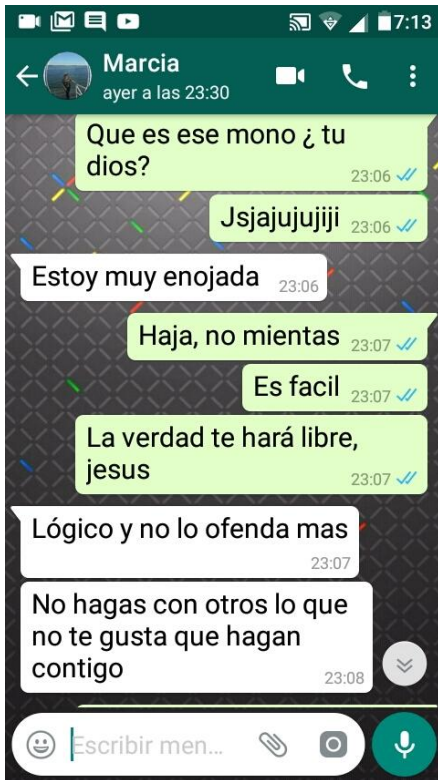 7:13
Marcia
ayer a las 23:30
Que es ese mono ¿ tu
dios?
23:06
Jsjajujujiji 23:06
Estoy muy enojada 23:06
Haja, no mientas 23:07
Es facil 23:07
La verdad te hará libre,
jesus
23:07
Lógico y no lo ofenda mas
23:07
No hagas con otros lo que
no te gusta que hagan
contigo
23:08
Escribir men...